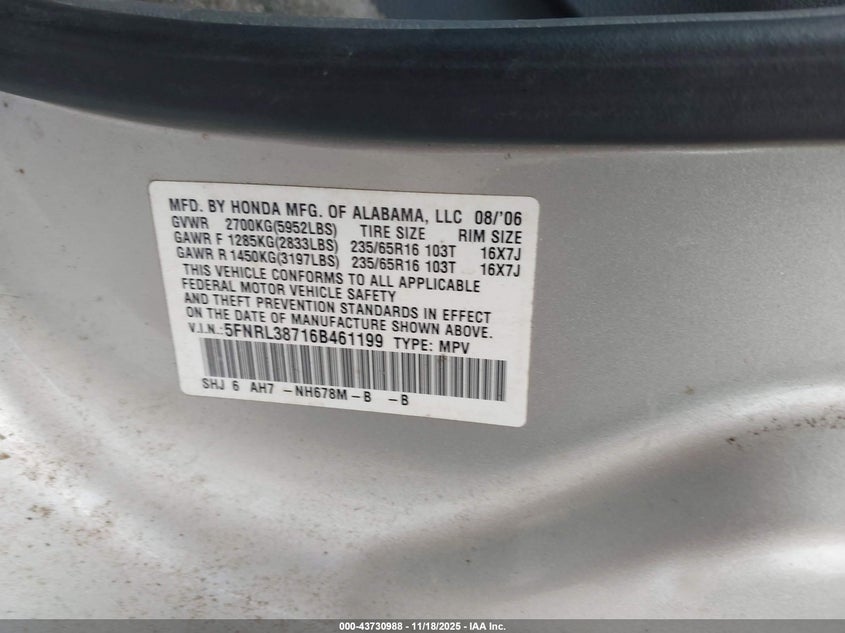 MFD. BY HONDA MFG. OF ALABAMA, LLC 08/'06
GVWR 2700KG(5952LBS) TIRE SIZE RIM SIZE
GAWR F 1285KG(2833LBS) 235/65R16 103T 16X7J
GAWR R 1450KG(3197LBS) 235/65R16 103T 16X7J
THIS VEHICLE CONFORMS TO ALL APPLICABLE
FEDERAL MOTOR VEHICLE SAFETY
AND THEFT PREVENTION STANDARDS IN EFFECT
ON THE DATE OF MANUFACTURE SHOWN ABOVE.
V.I.N.:5FNRL38716B461199 TYPE: MPV
SHJ 6 AH7 -NH678M-B -B
000-43730988 - 11/18/2025 - IAA Inc.